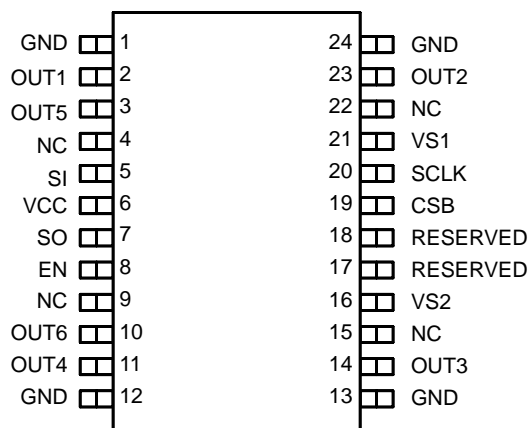 GND 1 24 GND
OUT1 2 23 OUT2
OUT5 3 22 NC
NC 4 21 VS1
SI 5 20 SCLK
VCC 6 19 CSB
SO 7 18 RESERVED
EN 8 17 RESERVED
NC 9 16 VS2
OUT6 10 15 NC
OUT4 11 14 OUT3
GND 12 13 GND